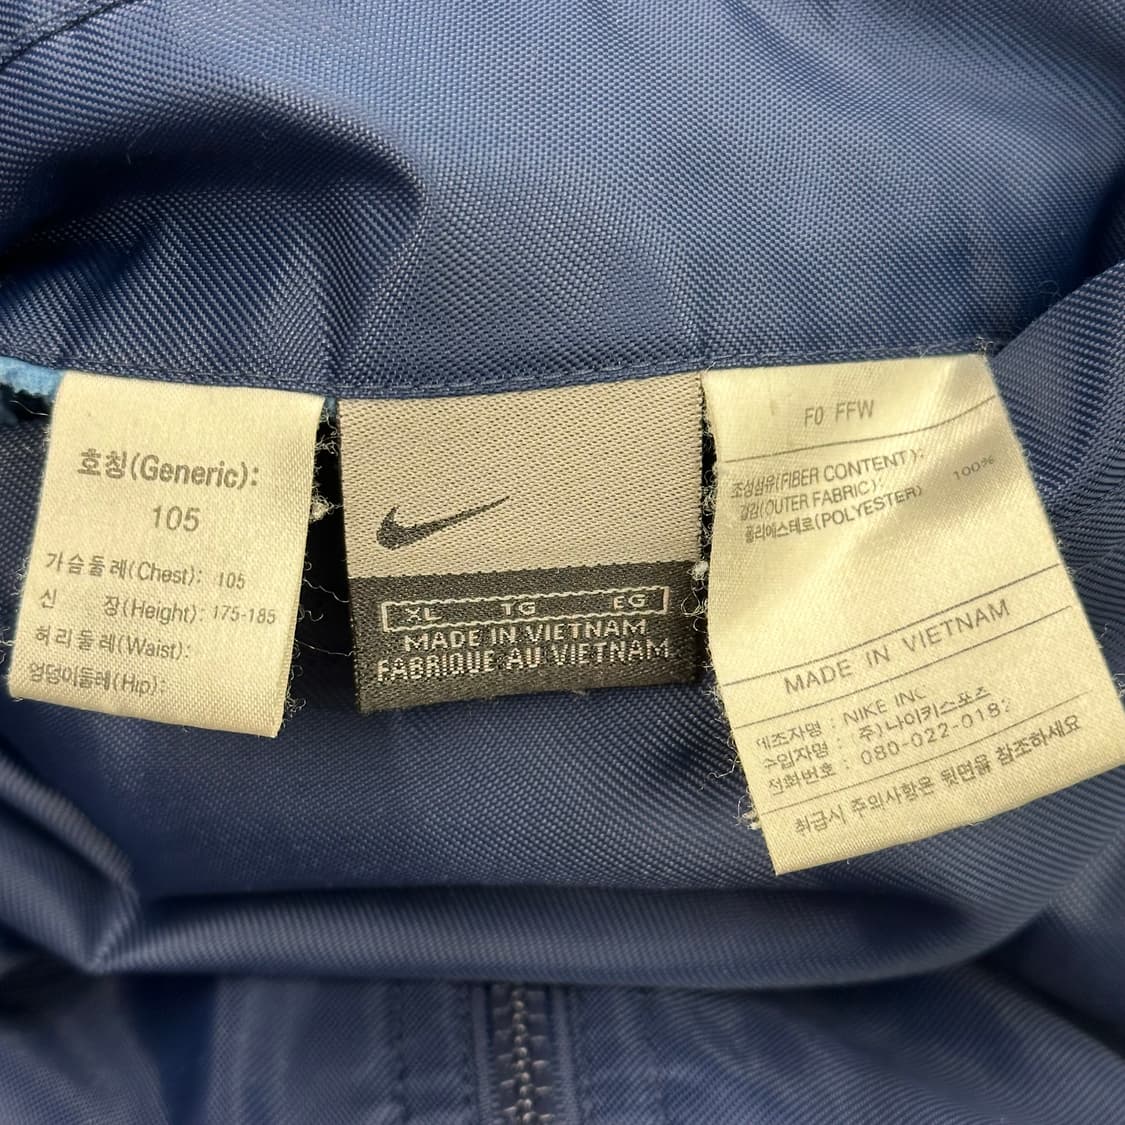 호칭(Generic):
105
가슴둘레(Chest): 105
신 장(Height): 175-185
허리둘레(Waist):
엉덩이둘레(Hip):
XL TG EG
MADE IN VIETNAM
FABRIQUE AU VIETNAM
F0 FFW
조성섬유(FIBER CONTENT):
겉감(OUTER FABRIC):
폴리에스테르(POLYESTER) 100%
MADE IN VIETNAM
제조자명 : NIKE INC
수입자명 : 주)나이키스포츠
전화번호 : 080-022-0182
취급시 주의사항은 뒷면을 참조하세요